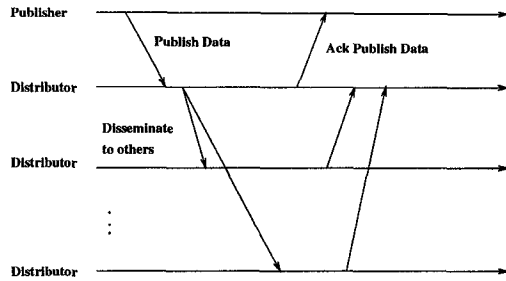 Publisher
Publish Data
Ack Publish Data
Distributor
Disseminate
to others
Distributor
Distributor